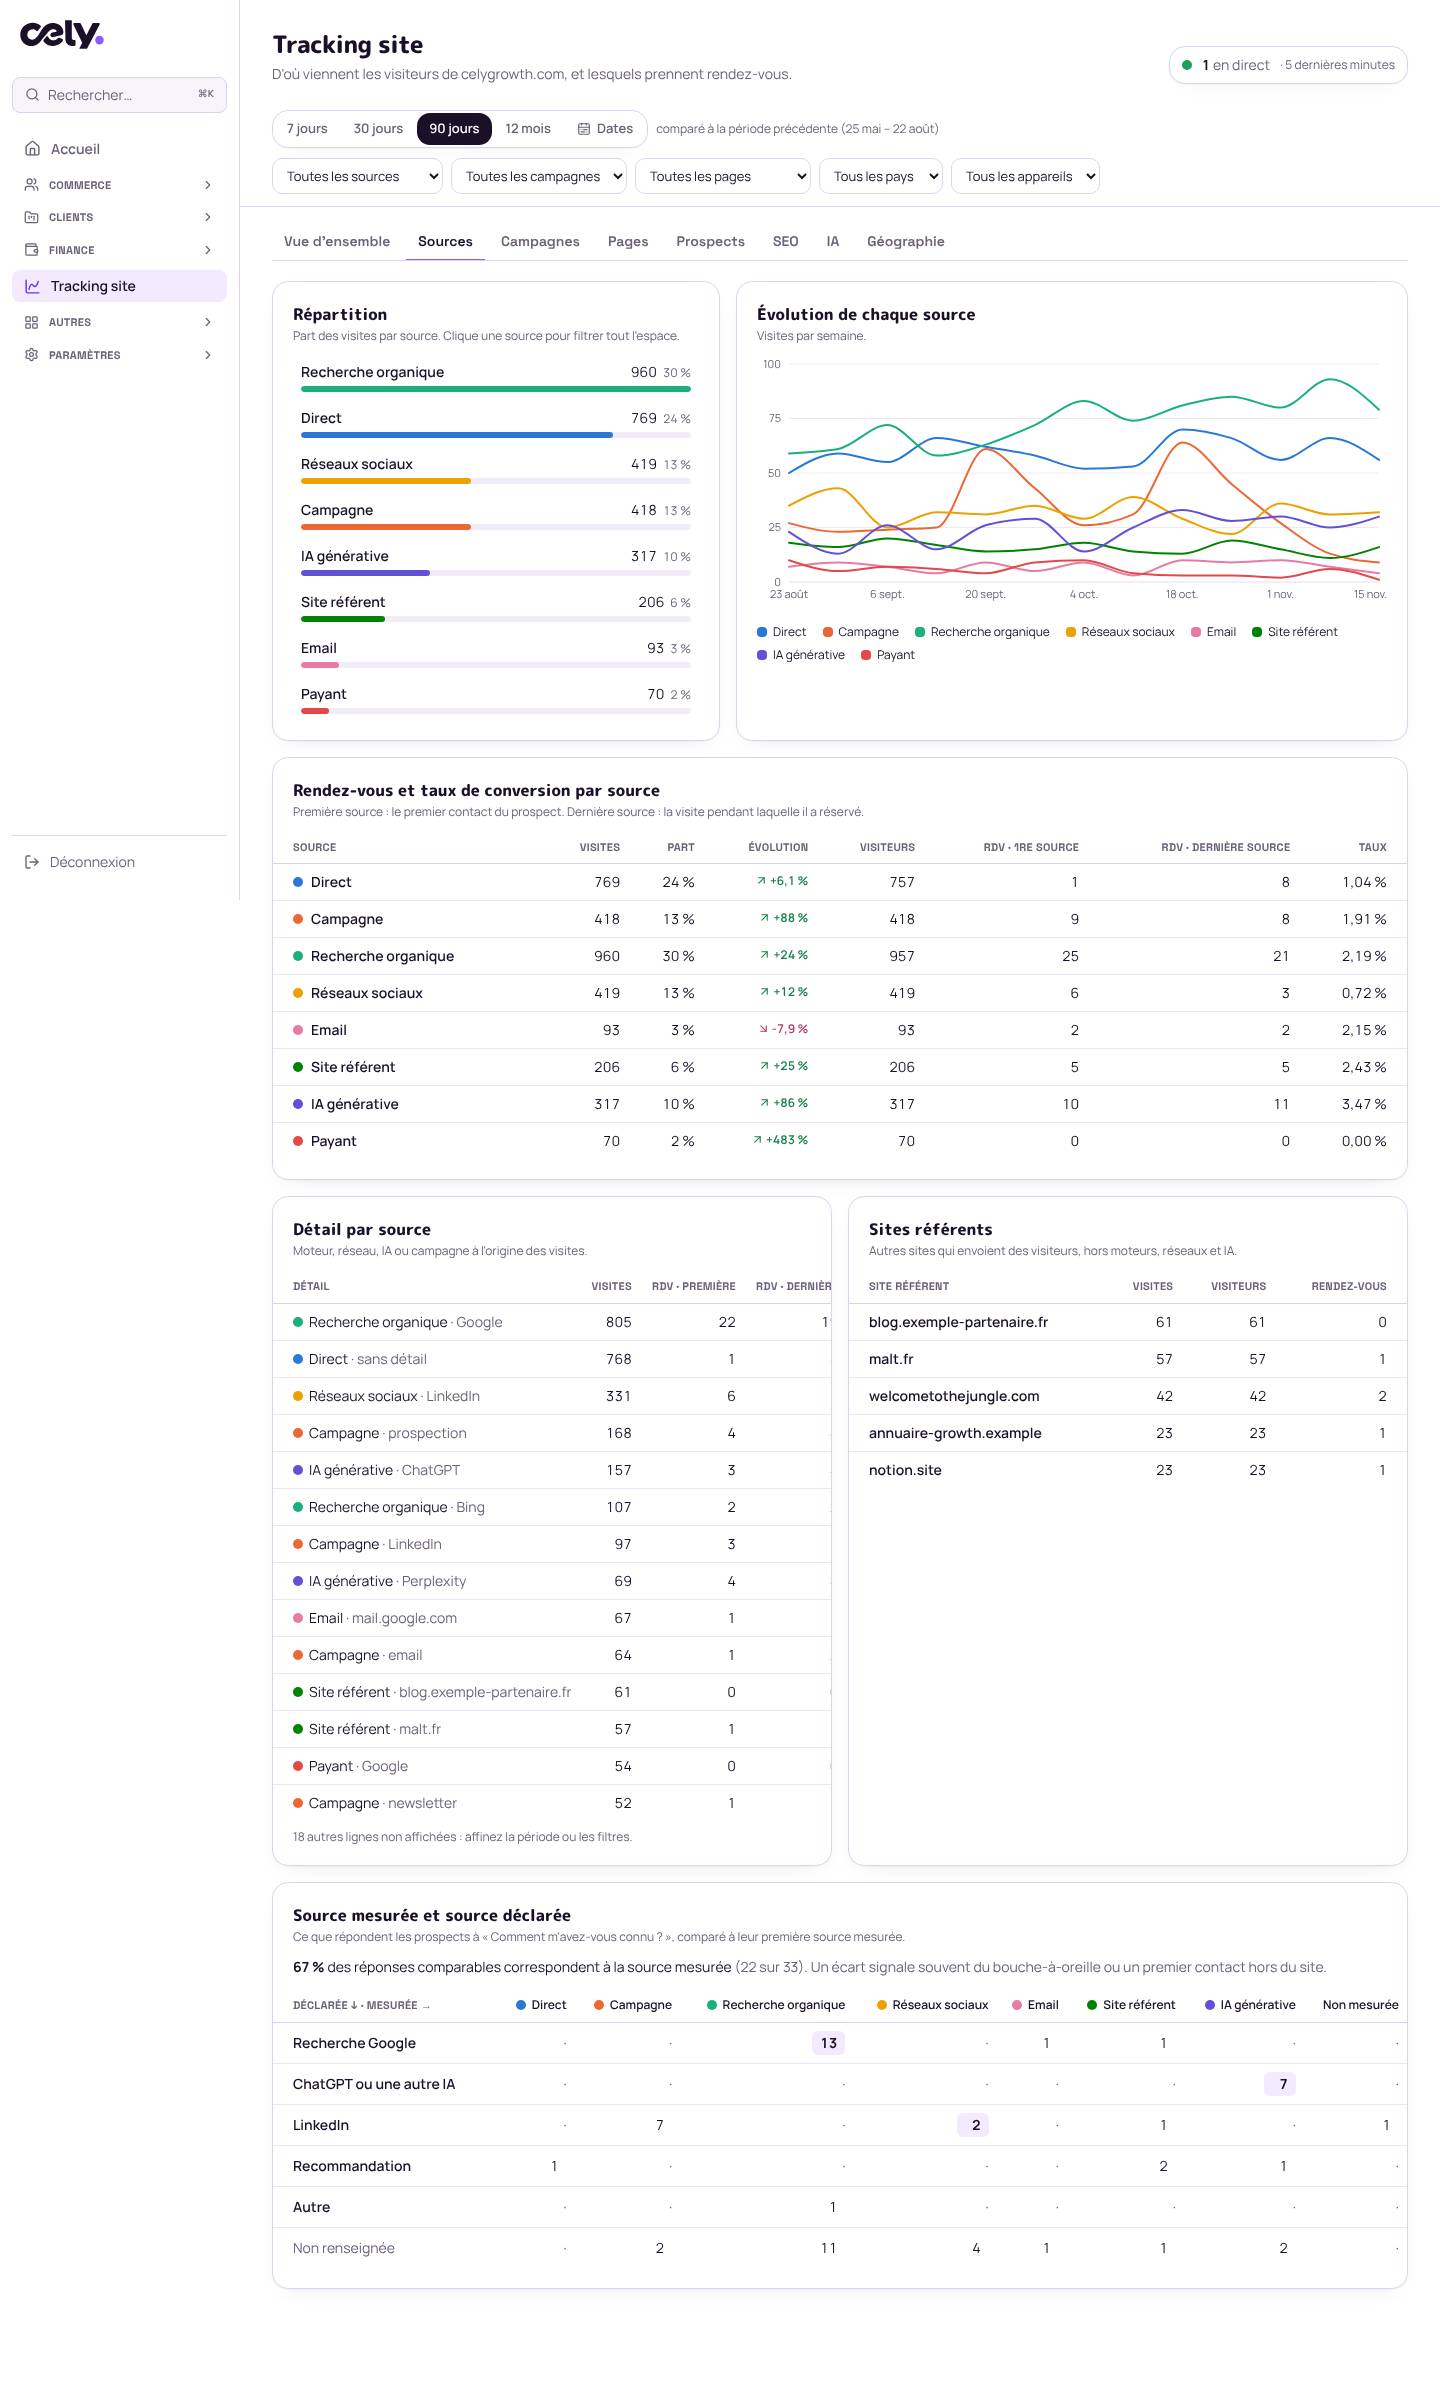 cely.
Rechercher... ⌘K
Accueil
COMMERCE
CLIENTS
FINANCE
Tracking site
AUTRES
PARAMÈTRES
Déconnexion
Tracking site
D'où viennent les visiteurs de celygrowth.com, et lesquels prennent rendez-vous.
1 en direct · 5 dernières minutes
7 jours 30 jours 90 jours 12 mois Dates comparé à la période précédente (25 mai – 22 août)
Toutes les sources Toutes les campagnes Toutes les pages Tous les pays Tous les appareils
Vue d'ensemble Sources Campagnes Pages Prospects SEO IA Géographie
Répartition
Part des visites par source. Clique une source pour filtrer tout l'espace.
Recherche organique 960 30 %
Direct 769 24 %
Réseaux sociaux 419 13 %
Campagne 418 13 %
IA générative 317 10 %
Site référent 206 6 %
Email 93 3 %
Payant 70 2 %
Évolution de chaque source
Visites par semaine.
100
75
50
25
0
23 août 6 sept. 20 sept. 4 oct. 18 oct. 1 nov. 15 nov.
Direct Campagne Recherche organique Réseaux sociaux Email Site référent
IA générative Payant
Rendez-vous et taux de conversion par source
Première source : le premier contact du prospect. Dernière source : la visite pendant laquelle il a réservé.
SOURCE VISITES PART ÉVOLUTION VISITEURS RDV · 1RE SOURCE RDV · DERNIÈRE SOURCE TAUX
Direct 769 24 % ↗ +6,1 % 757 1 8 1,04 %
Campagne 418 13 % ↗ +88 % 418 9 8 1,91 %
Recherche organique 960 30 % ↗ +24 % 957 25 21 2,19 %
Réseaux sociaux 419 13 % ↗ +12 % 419 6 3 0,72 %
Email 93 3 % ↘ -7,9 % 93 2 2 2,15 %
Site référent 206 6 % ↗ +25 % 206 5 5 2,43 %
IA générative 317 10 % ↗ +86 % 317 10 11 3,47 %
Payant 70 2 % ↗ +483 % 70 0 0 0,00 %
Détail par source
Moteur, réseau, IA ou campagne à l'origine des visites.
DÉTAIL VISITES RDV · PREMIÈRE RDV · DERNIÈR
Recherche organique · Google 805 22
Direct · sans détail 768 1
Réseaux sociaux · LinkedIn 331 6
Campagne · prospection 168 4
IA générative · ChatGPT 157 3
Recherche organique · Bing 107 2
Campagne · LinkedIn 97 3
IA générative · Perplexity 69 4
Email · mail.google.com 67 1
Campagne · email 64 1
Site référent · blog.exemple-partenaire.fr 61 0
Site référent · malt.fr 57 1
Payant · Google 54 0
Campagne · newsletter 52 1
18 autres lignes non affichées : affinez la période ou les filtres.
Sites référents
Autres sites qui envoient des visiteurs, hors moteurs, réseaux et IA.
SITE RÉFÉRENT VISITES VISITEURS RENDEZ-VOUS
blog.exemple-partenaire.fr 61 61 0
malt.fr 57 57 1
welcometothejungle.com 42 42 2
annuaire-growth.example 23 23 1
notion.site 23 23 1
Source mesurée et source déclarée
Ce que répondent les prospects à « Comment m'avez-vous connu ? », comparé à leur première source mesurée.
67 % des réponses comparables correspondent à la source mesurée (22 sur 33). Un écart signale souvent du bouche-à-oreille ou un premier contact hors du site.
DÉCLARÉE ↓ · MESURÉE → Direct Campagne Recherche organique Réseaux sociaux Email Site référent IA générative Non mesurée
Recherche Google · · 13 · 1 1 · ·
ChatGPT ou une autre IA · · · · · · 7 ·
LinkedIn · 7 · 2 · 1 · 1
Recommandation 1 · · · · 2 1 ·
Autre · · 1 · · · · ·
Non renseignée · 2 11 4 1 1 2 ·